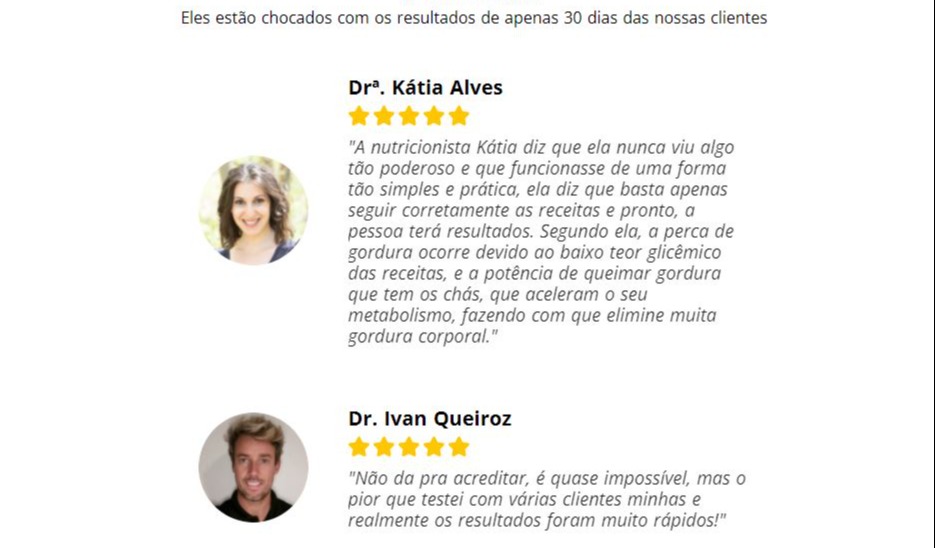 Eles estão chocados com os resultados de apenas 30 dias das nossas clientes
Drª. Kátia Alves
"A nutricionista Kátia diz que ela nunca viu algo
tão poderoso e que funcionasse de uma forma
tão simples e prática, ela diz que basta apenas
seguir corretamente as receitas e pronto, a
pessoa terá resultados. Segundo ela, a perca de
gordura ocorre devido ao baixo teor glicêmico
das receitas, e a potência de queimar gordura
que tem os chás, que aceleram o seu
metabolismo, fazendo com que elimine muita
gordura corporal."
Dr. Ivan Queiroz
"Não da pra acreditar, é quase impossível, mas o
pior que testei com várias clientes minhas e
realmente os resultados foram muito rápidos!"